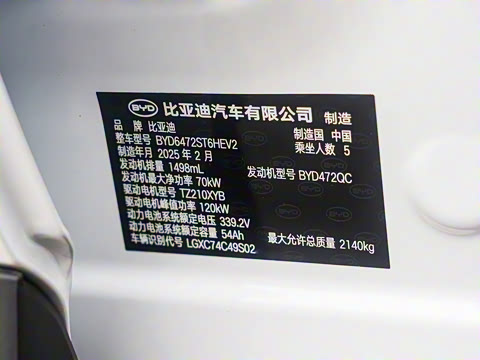 BYD 比亚迪汽车有限公司 制造
品 牌 比亚迪 制造国 中国
整车型号 BYD6472ST6HEV2 乘坐人数 5
制造年月 2025 年 2 月
发动机排量 1498mL 发动机型号 BYD472QC
发动机最大净功率 70kW
驱动电机型号 TZ210XYB
驱动电机峰值功率 120kW
动力电池系统额定电压 339.2V
动力电池系统额定容量 54Ah
车辆识别代号 LGXC74C49S02 最大允许总质量 2140kg